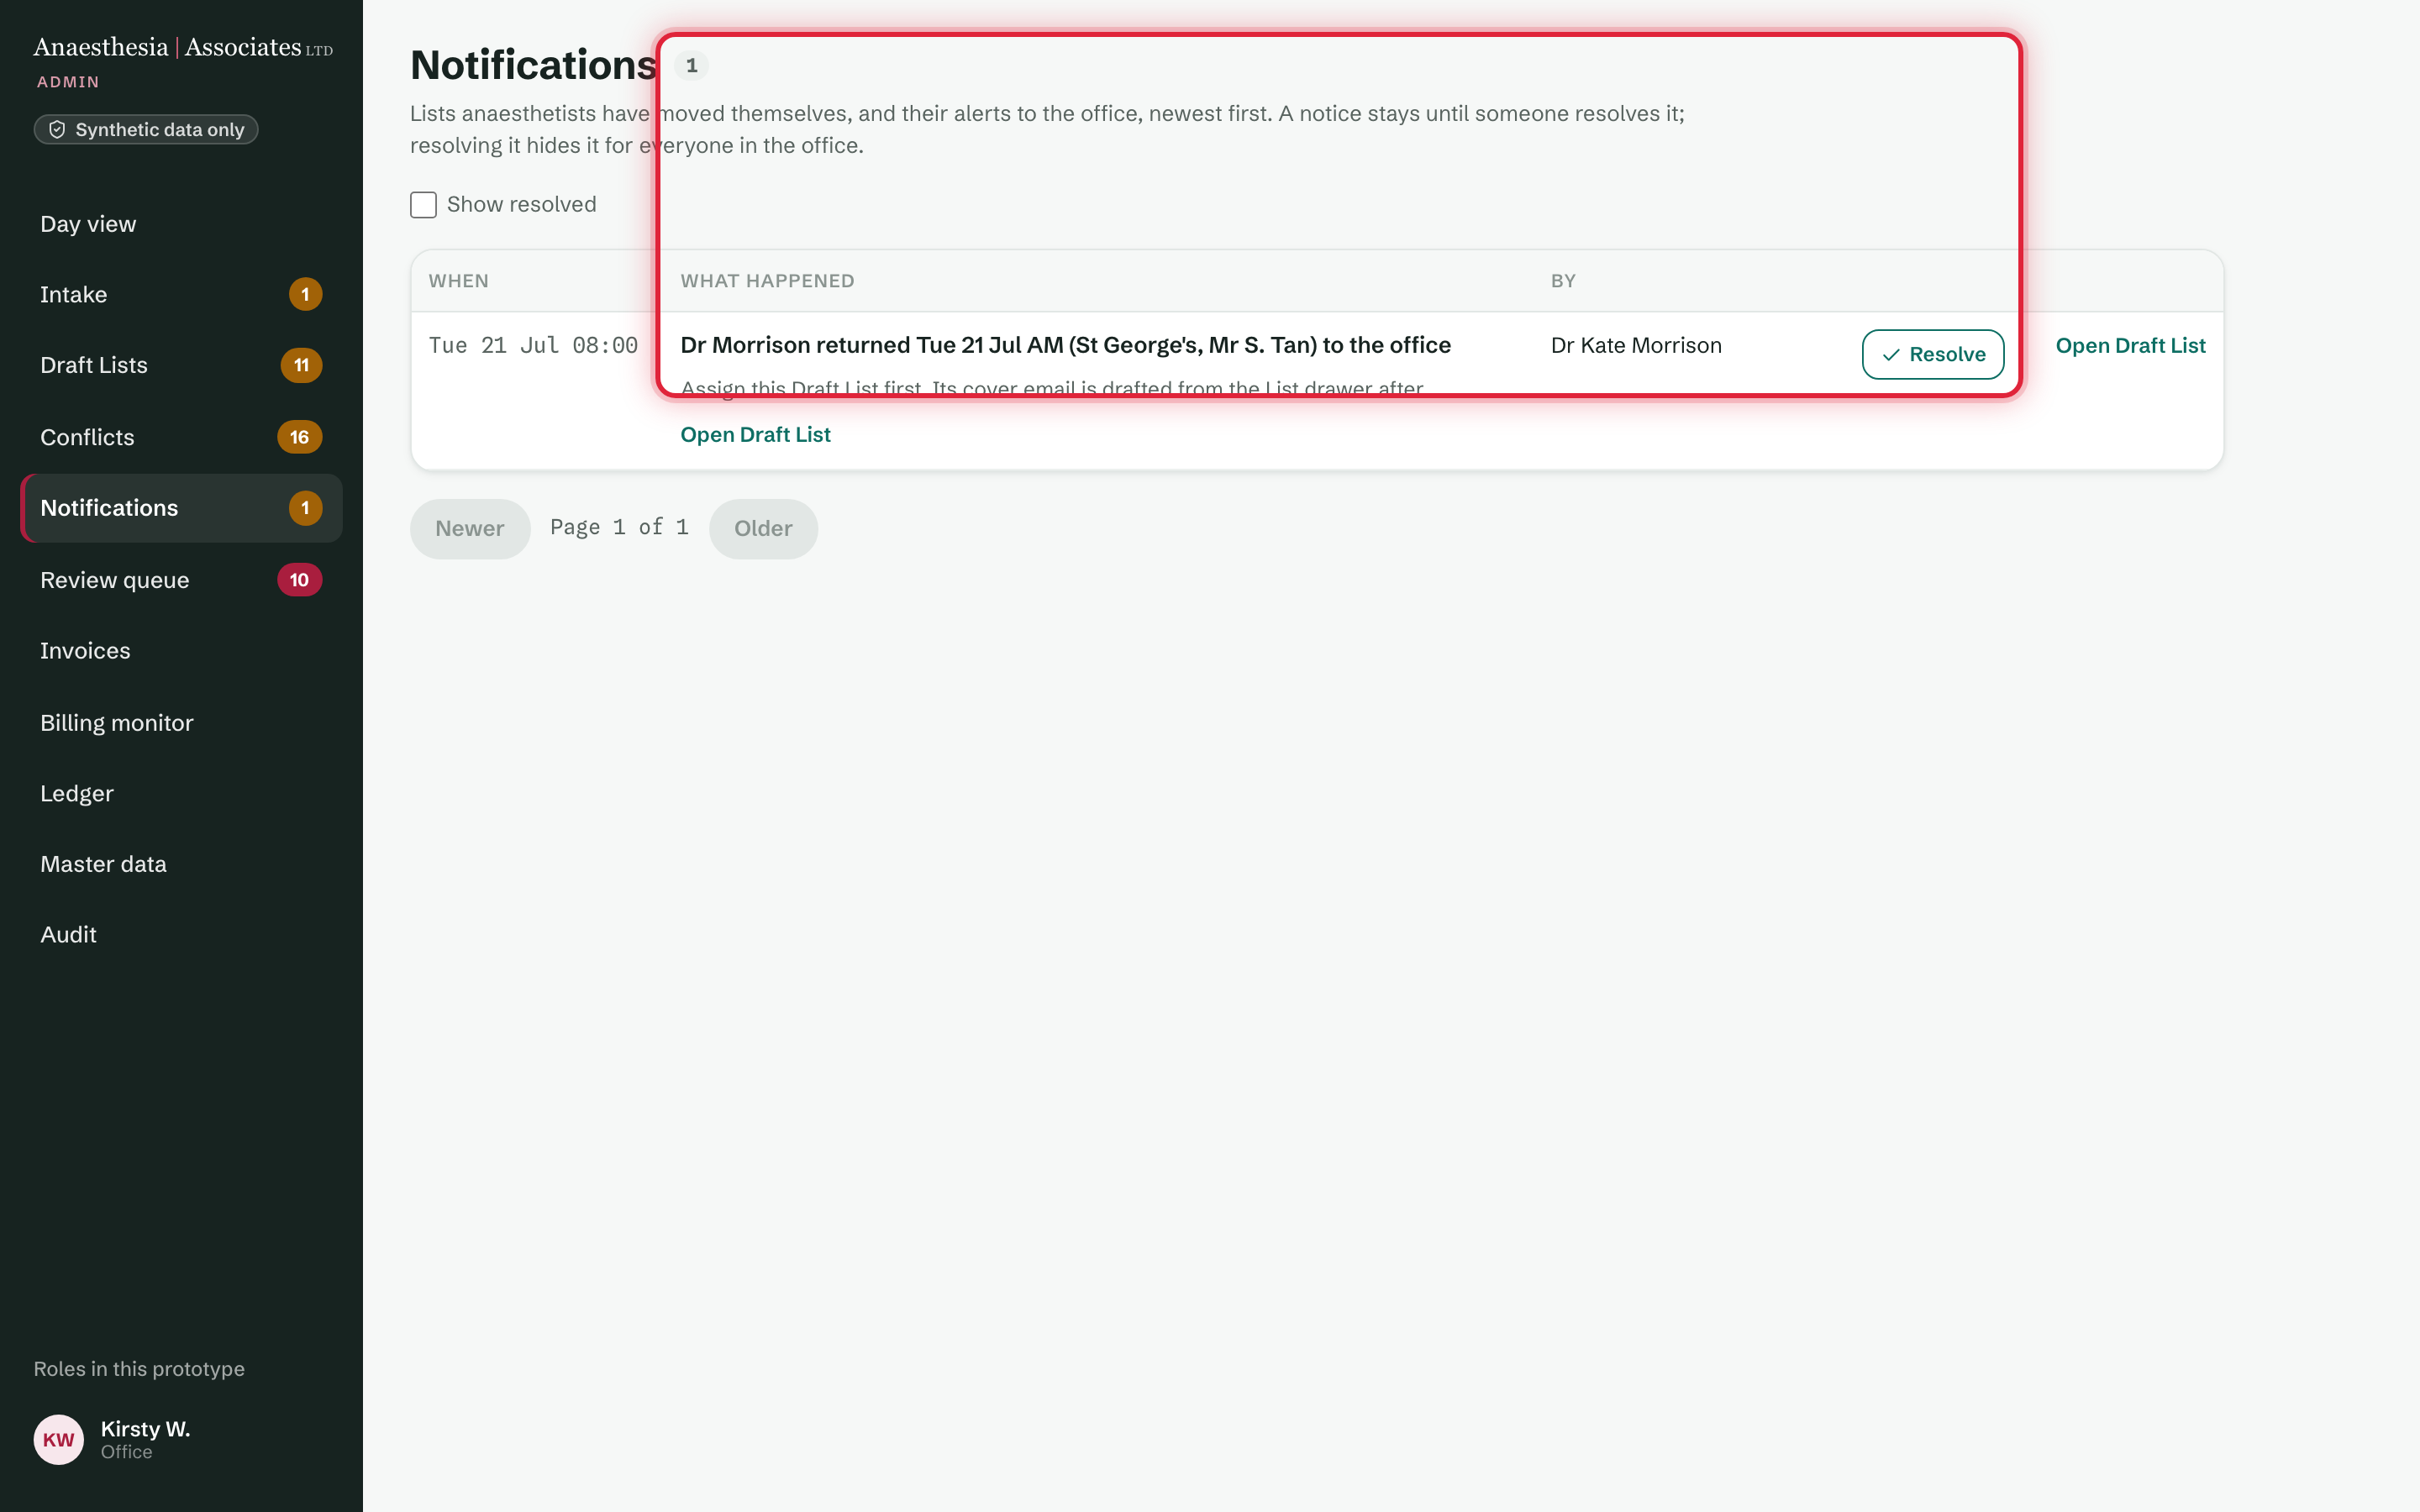 Anaesthesia | Associates LTD
ADMIN
Synthetic data only
Day view
Intake 1
Draft Lists 11
Conflicts 16
Notifications 1
Review queue 10
Invoices
Billing monitor
Ledger
Master data
Audit
Roles in this prototype
KW
Kirsty W.
Office
Notifications 1
Lists anaesthetists have moved themselves, and their alerts to the office, newest first. A notice stays until someone resolves it;
resolving it hides it for everyone in the office.
Show resolved
WHEN WHAT HAPPENED BY
Tue 21 Jul 08:00 Dr Morrison returned Tue 21 Jul AM (St George's, Mr S. Tan) to the office Dr Kate Morrison Resolve Open Draft List
Assign this Draft List first. Its cover email is drafted from the List drawer after
Open Draft List
Newer Page 1 of 1 Older